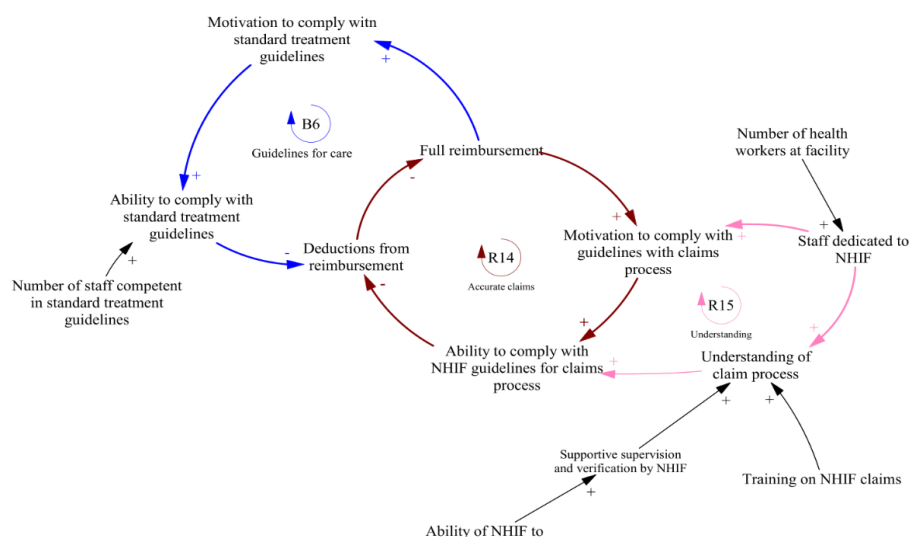 Motivation to comply with
standard treatment
guidelines
+
B6
Guidelines for care
Full reimbursement
Number of health
workers at facility
+
Ability to comply with
standard treatment
guidelines
-
+
Motivation to comply with
guidelines with claims
process
+
+
Staff dedicated to
NHIF
-
Deductions from
reimbursement
R14
Accurate claims
+
Number of staff competent
in standard treatment
guidelines
-
R15
Understanding
+
+
Ability to comply with
NHIF guidelines for claims
process
+
Understanding of
claim process
+
+
Supportive supervision
and verification by NHIF
+
Training on NHIF claims
Ability of NHIF to